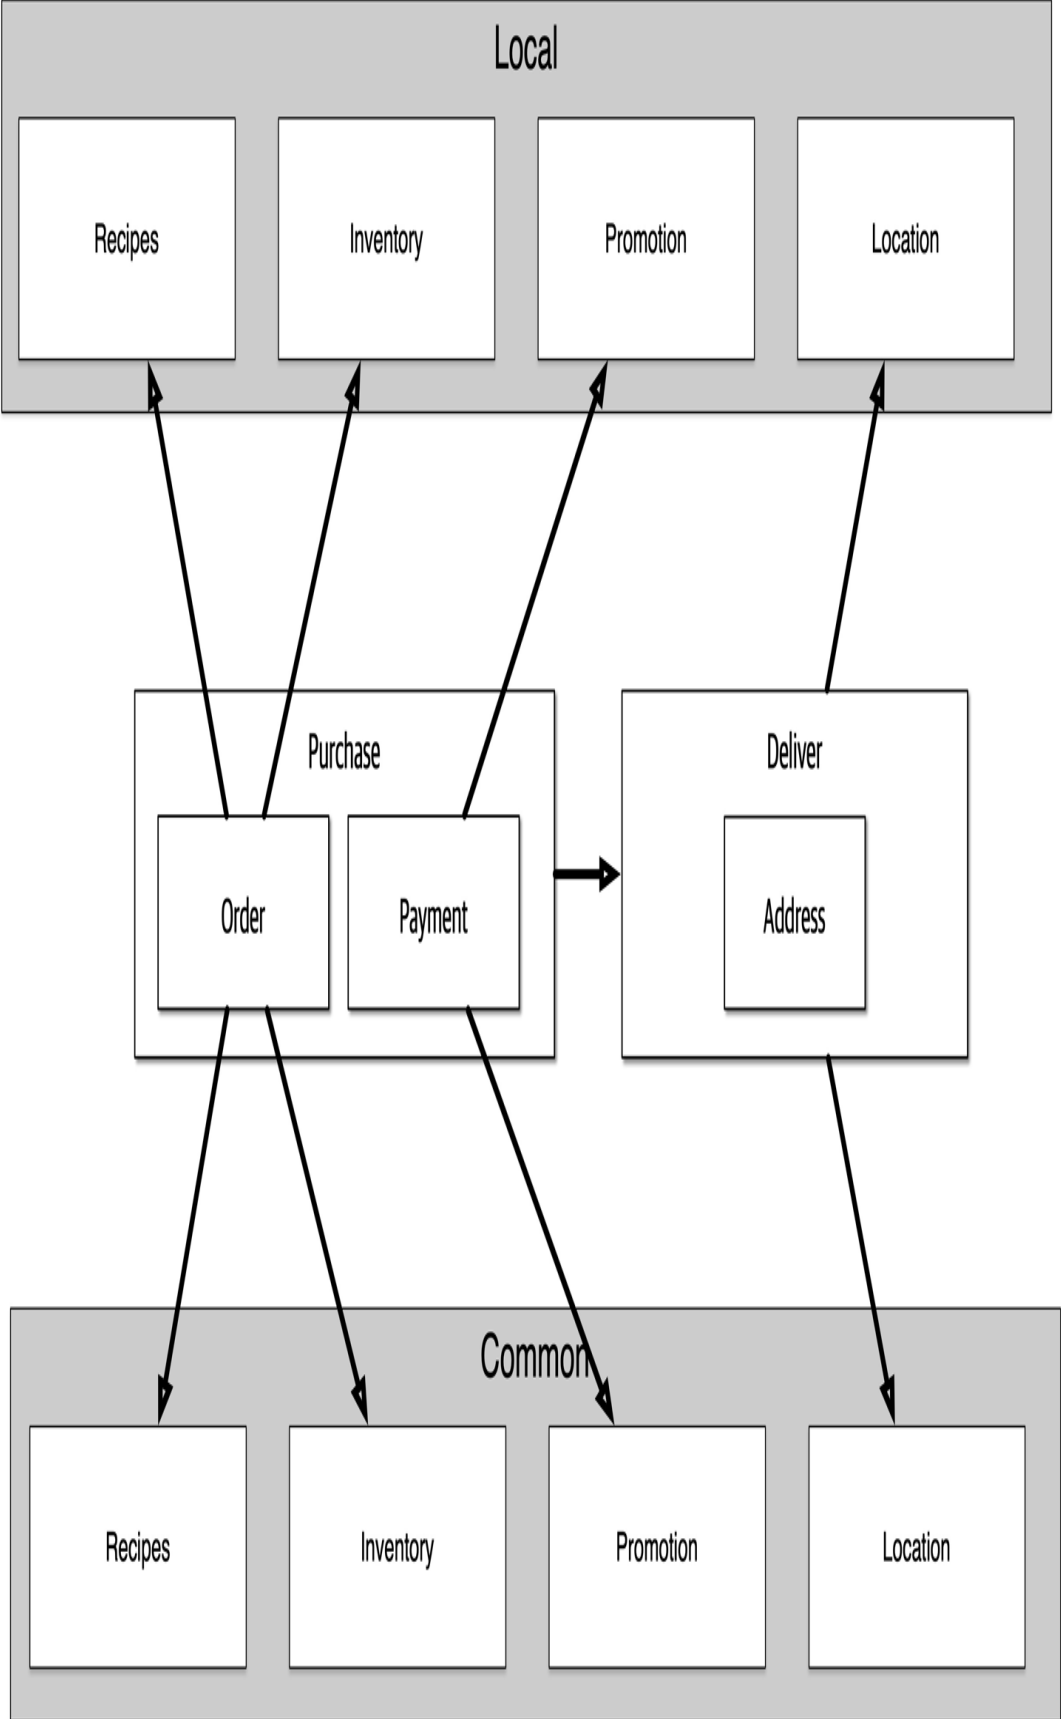 Local
Recipes
Inventory
Promotion
Location
Purchase
Deliver
Order
Payment
Address
Common
Recipes
Inventory
Promotion
Location